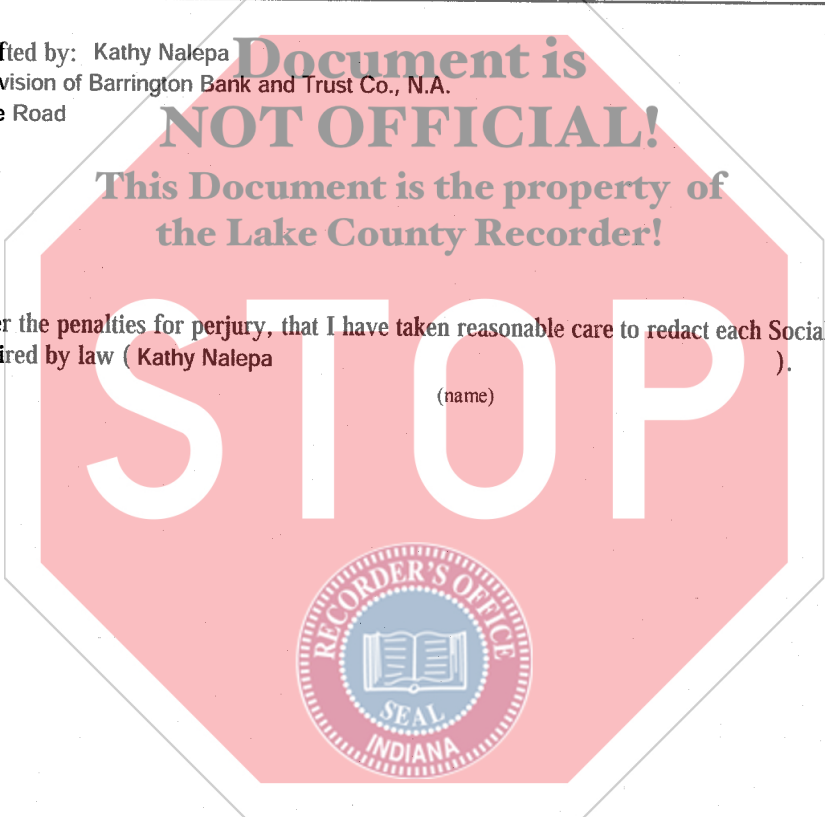 fted by: Kathy Nalepa
vision of Barrington Bank and Trust Co., N.A.
e Road
Document is
NOT OFFICIAL!
This Document is the property of
the Lake County Recorder!
er the penalties for perjury, that I have taken reasonable care to redact each Social
ired by law ( Kathy Nalepa ).
(name)
STOP
RECORDER'S OFFICE
SEAL
INDIANA